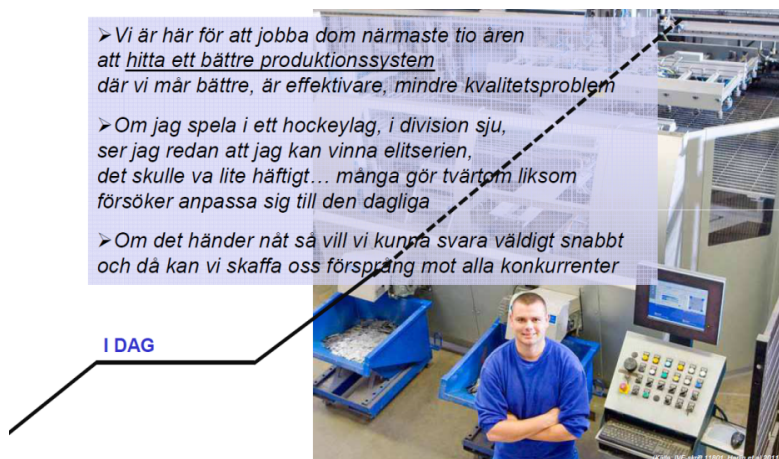 ➢Vi är här för att jobba dom närmaste tio åren
att hitta ett bättre produktionssystem
där vi mår bättre, är effektivare, mindre kvalitetsproblem
➢Om jag spela i ett hockeylag, i division sju,
ser jag redan att jag kan vinna elitserien,
det skulle va lite häftigt… många gör tvärtom liksom
försöker anpassa sig till den dagliga
➢Om det händer nåt så vill vi kunna svara väldigt snabbt
och då kan vi skaffa oss försprång mot alla konkurrenter
I DAG